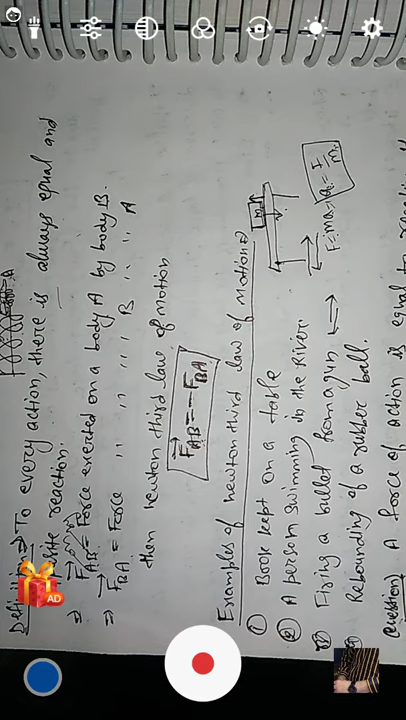 Definition ⇒ To every action, there is always equal and
opposite reaction.
⇒ F⃗AB = Force exerted on a body A by body B.
⇒ F⃗BA = Force ,, ,, ,, ,, B ,, ,, A
then newton third law of motion
F⃗AB = -F⃗BA
Examples of newton third law of motion ⇒
① Book kept on a table
② A person swimming in the River.
③ Firing a bullet from a gun
④ Rebounding of a rubber ball.
F = ma → a = F/m
Question) A force of action is equal to
AD